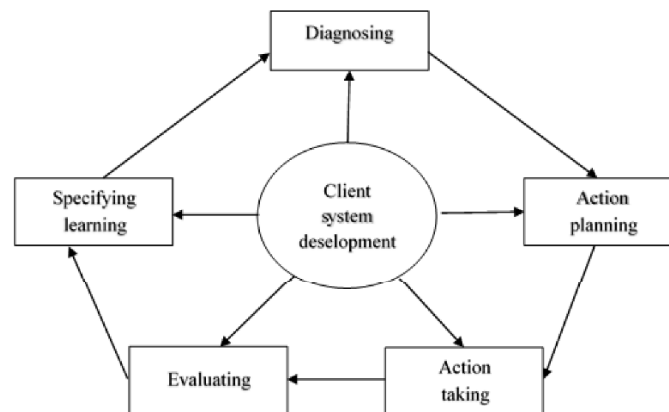 Diagnosing
Specifying
learning
Client
system
deselopment
Action
planning
Evaluating
Action
taking